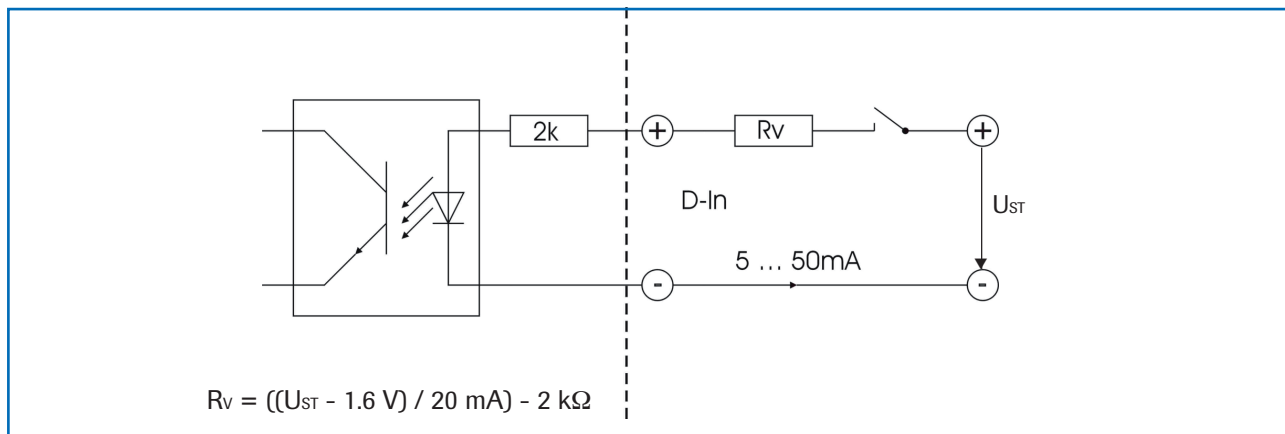 2k
+
Rv
+
D-In
UST
5 ... 50mA
-
-
RV = ((UST - 1.6 V) / 20 mA) - 2 kΩ